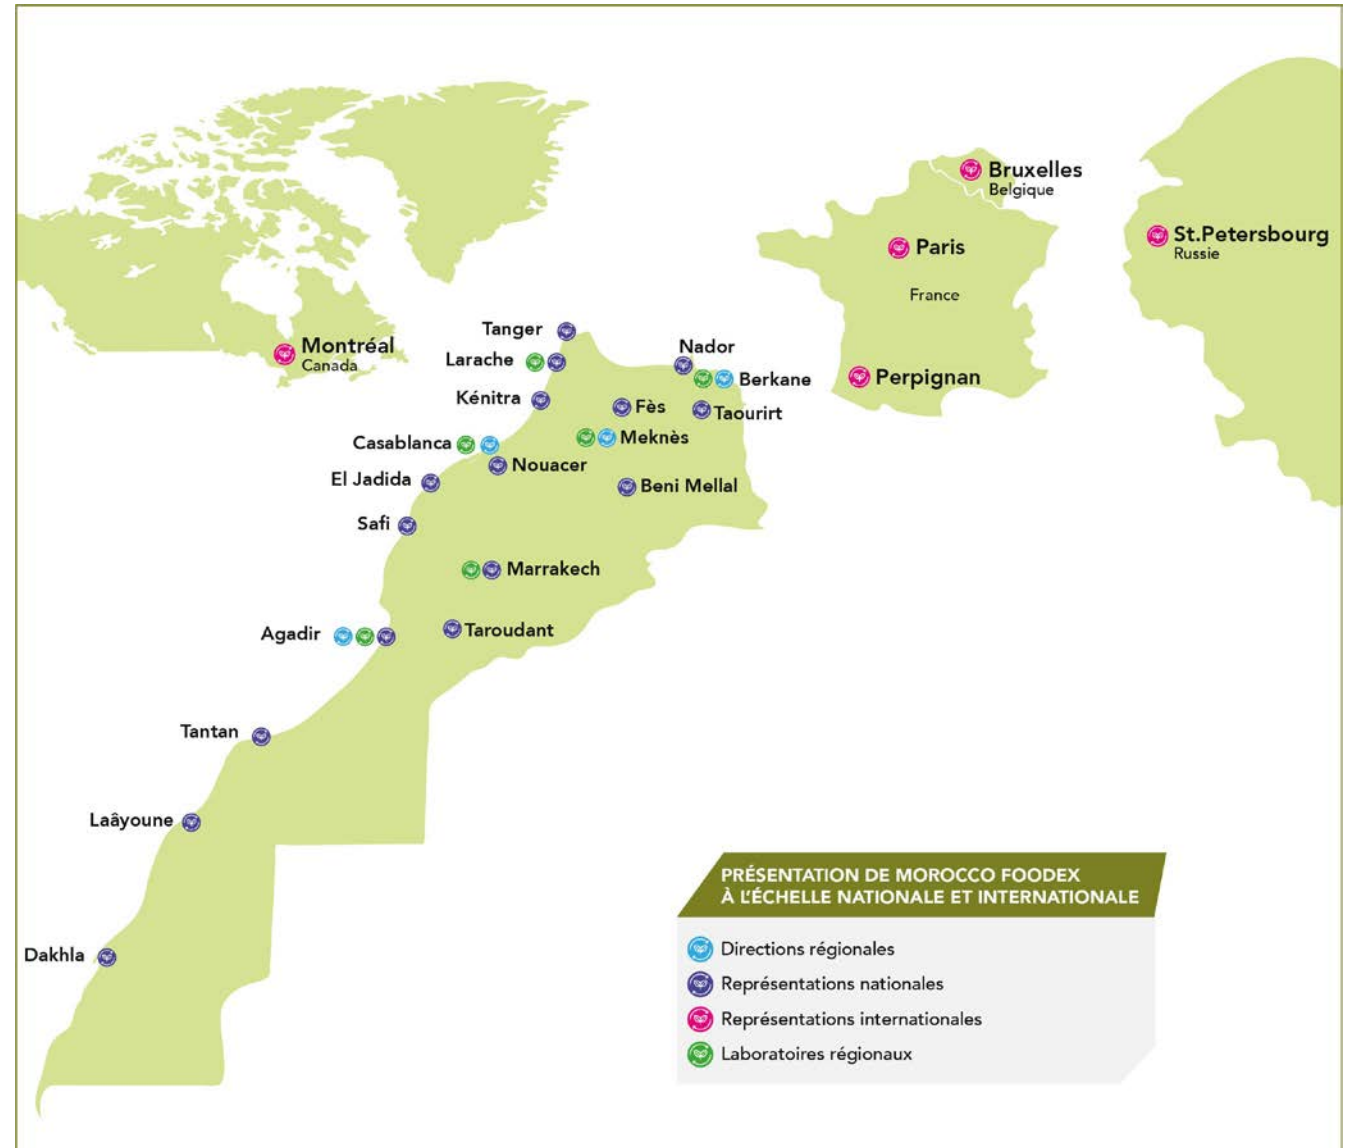 Bruxelles
Belgique
St.Petersbourg
Russie
Paris
France
Perpignan
Montréal
Canada
Tanger
Larache
Kénitra
Nador
Berkane
Fès
Taourirt
Casablanca
Meknès
Nouacer
El Jadida
Beni Mellal
Safi
Marrakech
Agadir
Taroudant
Tantan
Laâyoune
Dakhla
PRÉSENTATION DE MOROCCO FOODEX
À L'ÉCHELLE NATIONALE ET INTERNATIONALE
Directions régionales
Représentations nationales
Représentations internationales
Laboratoires régionaux